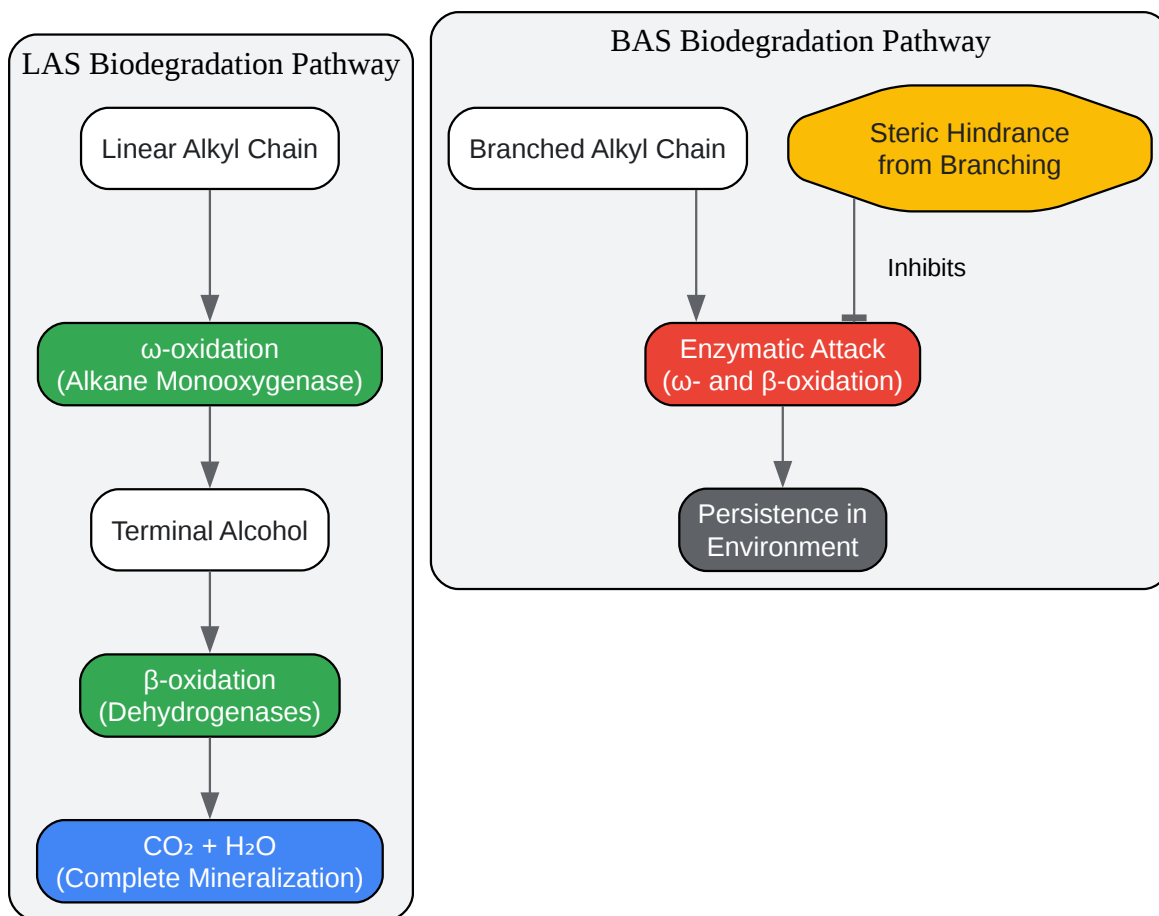 LAS Biodegradation Pathway
Linear Alkyl Chain
ω-oxidation
(Alkane Monooxygenase)
Terminal Alcohol
β-oxidation
(Dehydrogenases)
CO₂ + H₂O
(Complete Mineralization)
BAS Biodegradation Pathway
Branched Alkyl Chain
Steric Hindrance
from Branching
Inhibits
Enzymatic Attack
(ω- and β-oxidation)
Persistence in
Environment